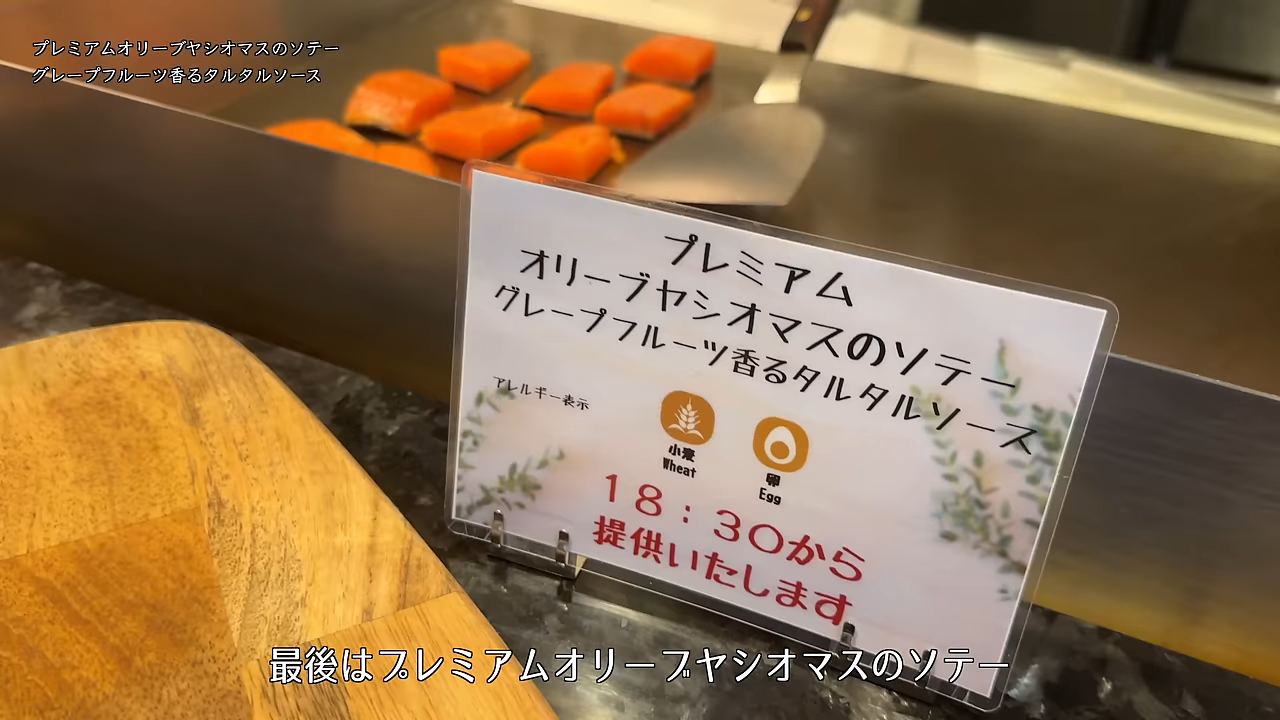 プレミアムオリーブヤシオマスのソテー
グレープフルーツ香るタルタルソース
プレミアム
オリーブヤシオマスのソテー
グレープフルーツ香るタルタルソース
アレルギー表示
小麦
Wheat
卵
Egg
18:30から
提供いたします
最後はプレミアムオリーブヤシオマスのソテー